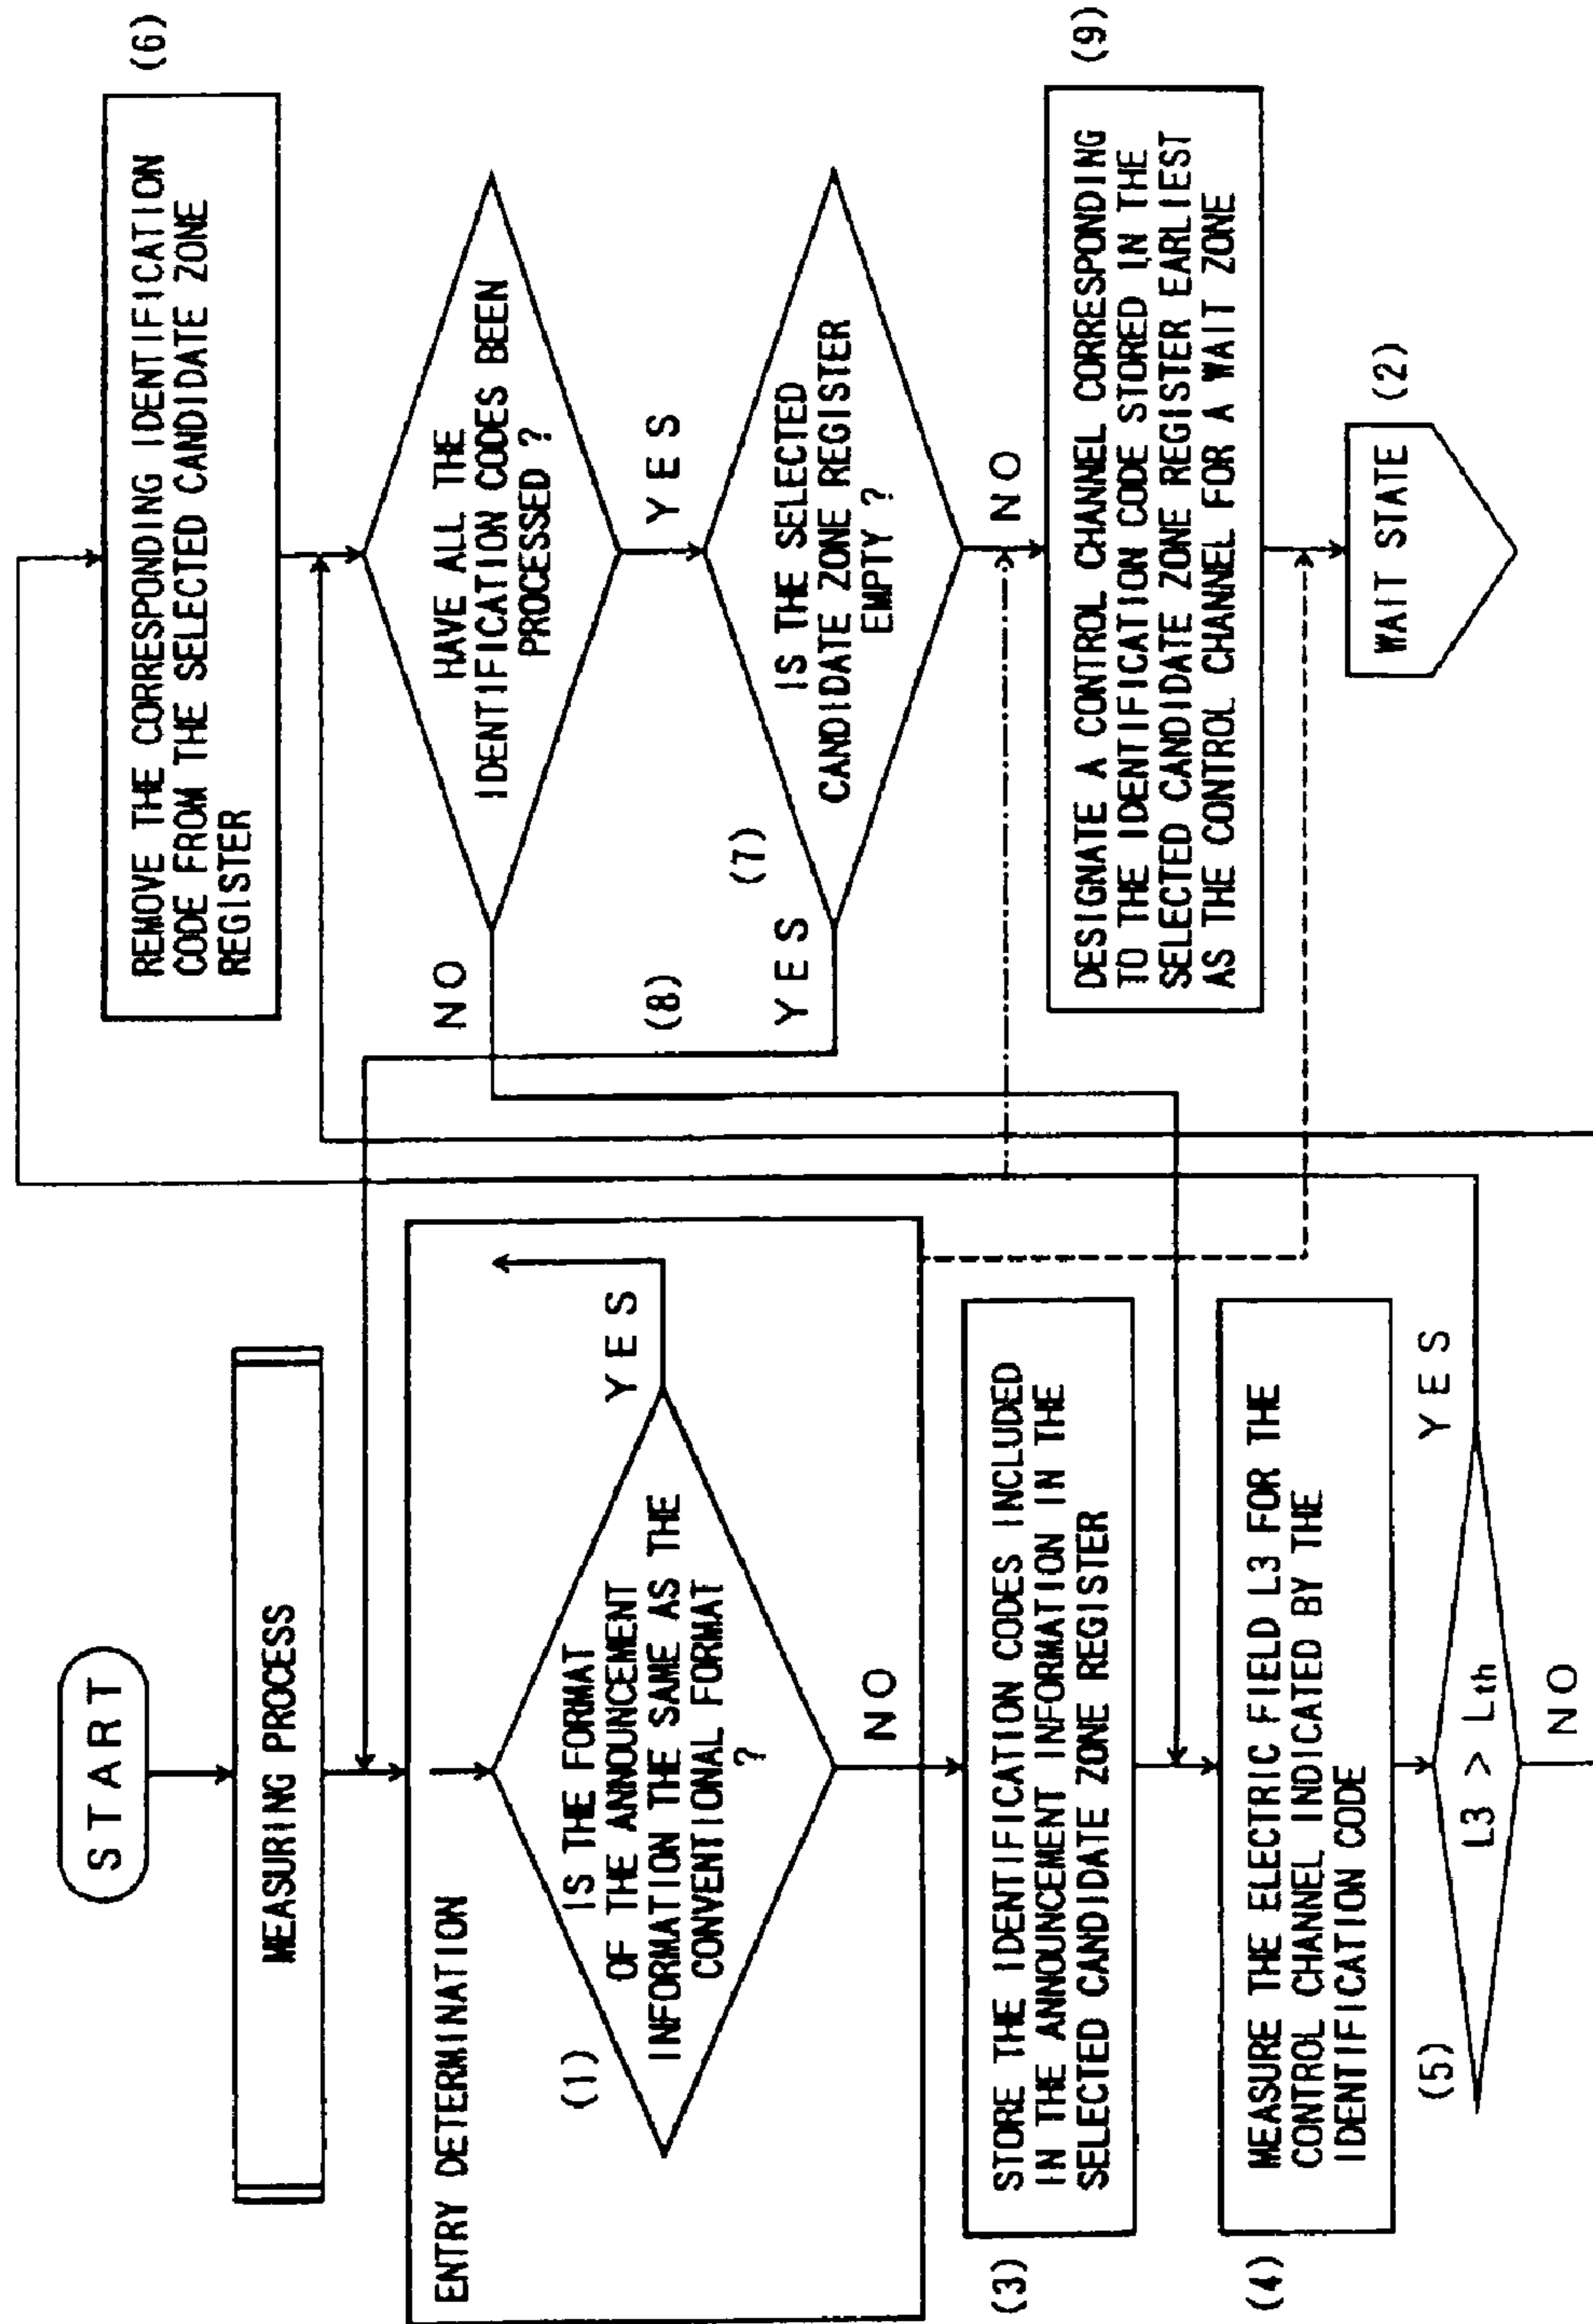 START
MEASURING PROCESS
ENTRY DETERMINATION
(1)
IS THE FORMAT
OF THE ANNOUNCEMENT
INFORMATION THE SAME AS THE
CONVENTIONAL FORMAT
?
YES
NO
(3)
STORE THE IDENTIFICATION CODES INCLUDED
IN THE ANNOUNCEMENT INFORMATION IN THE
SELECTED CANDIDATE ZONE REGISTER
(4)
MEASURE THE ELECTRIC FIELD L3 FOR THE
CONTROL CHANNEL INDICATED BY THE
IDENTIFICATION CODE
(5)
L3 > Lth
YES
NO
(6)
REMOVE THE CORRESPONDING IDENTIFICATION
CODE FROM THE SELECTED CANDIDATE ZONE
REGISTER
HAVE ALL THE
IDENTIFICATION CODES BEEN
PROCESSED ?
NO
YES
(8)
(7)
IS THE SELECTED
CANDIDATE ZONE REGISTER
EMPTY ?
YES
NO
(9)
DESIGNATE A CONTROL CHANNEL CORRESPONDING
TO THE IDENTIFICATION CODE STORED IN THE
SELECTED CANDIDATE ZONE REGISTER EARLIEST
AS THE CONTROL CHANNEL FOR A WAIT ZONE
WAIT STATE
(2)